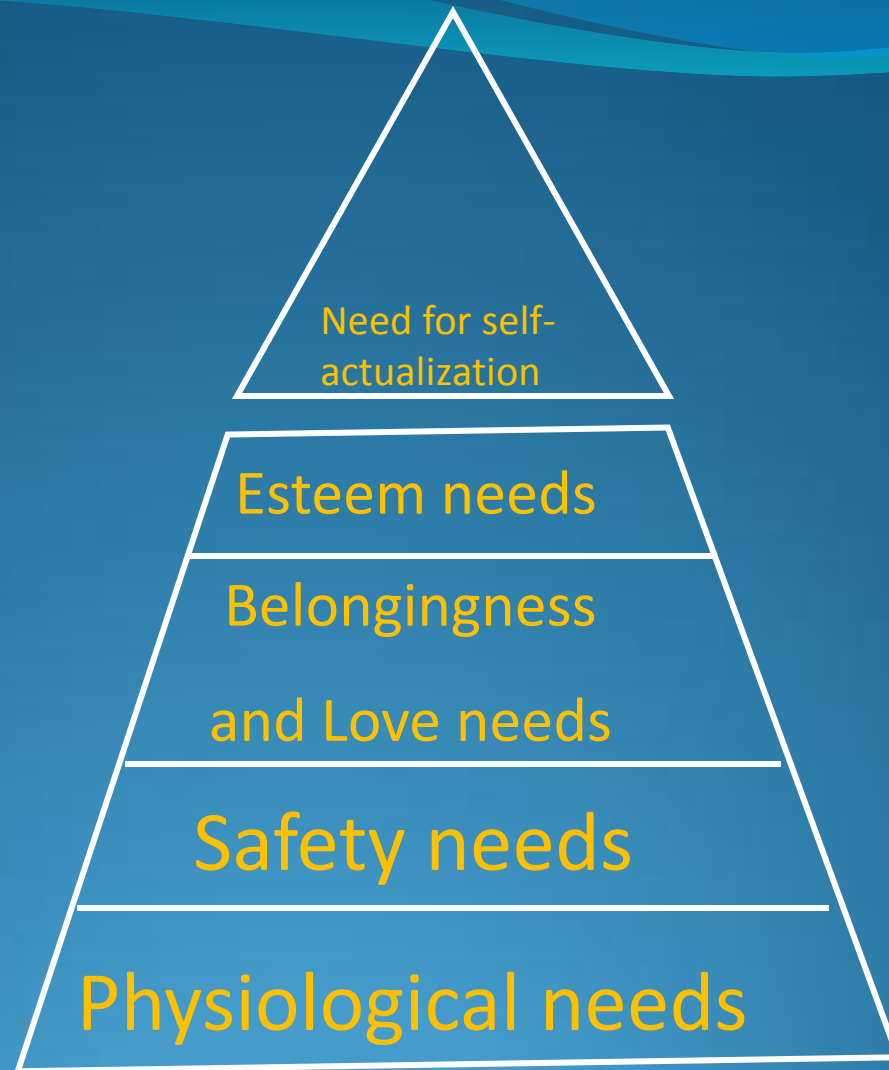 Need for self-
actualization
Esteem needs
Belongingness
and Love needs
Safety needs
Physiological needs